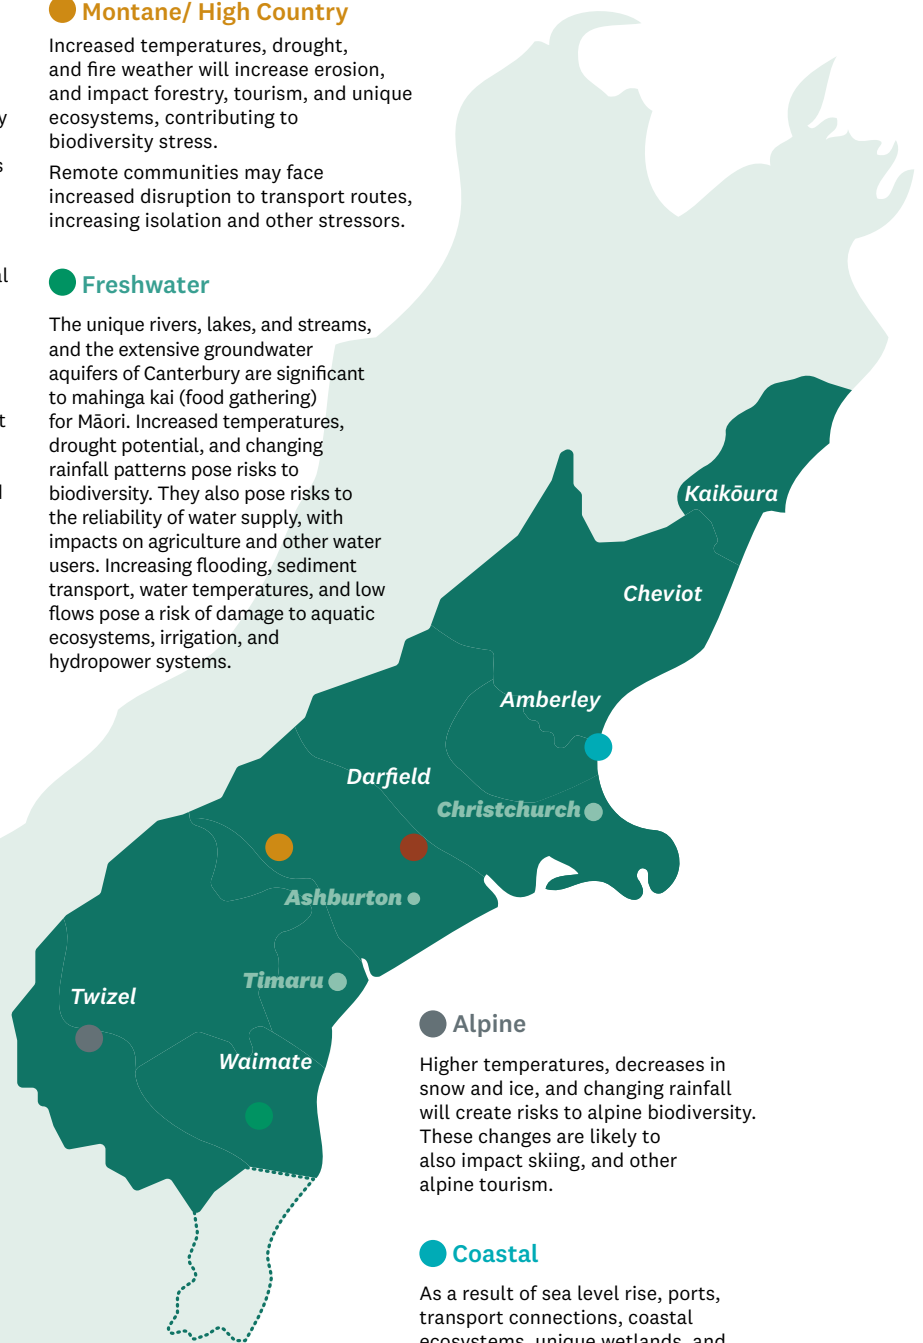 Montane/ High Country
Increased temperatures, drought,
and fire weather will increase erosion,
and impact forestry, tourism, and unique
ecosystems, contributing to
biodiversity stress.
Remote communities may face
increased disruption to transport routes,
increasing isolation and other stressors.
Freshwater
The unique rivers, lakes, and streams,
and the extensive groundwater
aquifers of Canterbury are significant
to mahinga kai (food gathering)
for Māori. Increased temperatures,
drought potential, and changing
rainfall patterns pose risks to
biodiversity. They also pose risks to
the reliability of water supply, with
impacts on agriculture and other water
users. Increasing flooding, sediment
transport, water temperatures, and low
flows pose a risk of damage to aquatic
ecosystems, irrigation, and
hydropower systems.
Kaikōura
Cheviot
Amberley
Darfield
Christchurch
Ashburton
Timaru
Twizel
Waimate
Alpine
Higher temperatures, decreases in
snow and ice, and changing rainfall
will create risks to alpine biodiversity.
These changes are likely to
also impact skiing, and other
alpine tourism.
Coastal
As a result of sea level rise, ports,
transport connections, coastal
ecosystems, unique wetlands, and